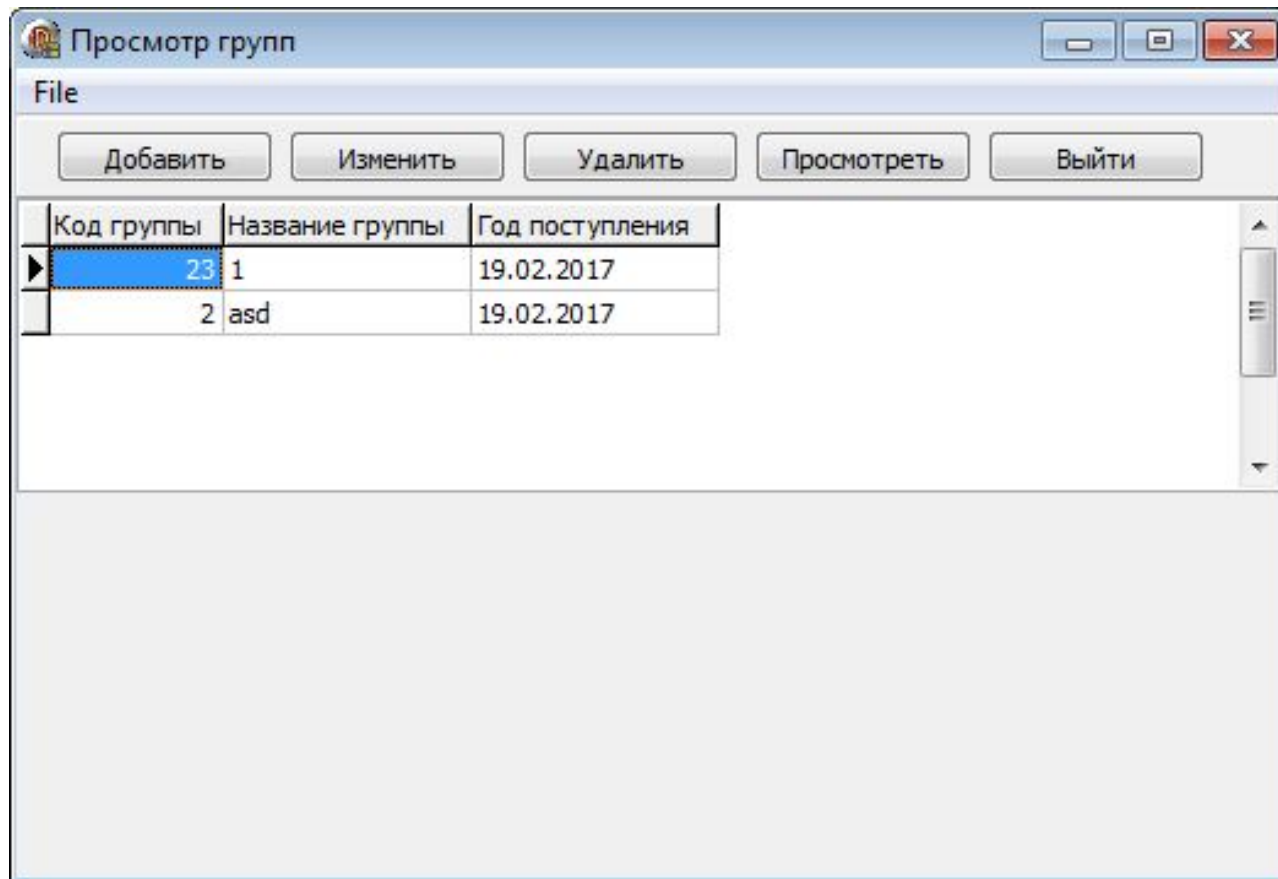 Просмотр групп
File
Добавить Изменить Удалить Просмотреть Выйти
Код группы Название группы Год поступления
23 1 19.02.2017
2 asd 19.02.2017